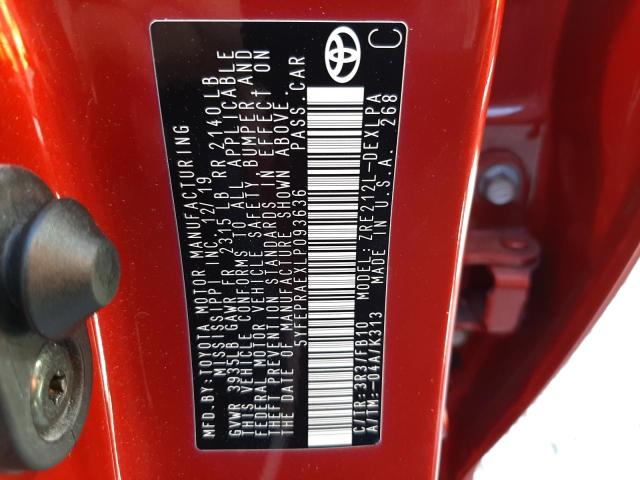 MFD. BY: TOYOTA MOTOR MANUFACTURING
MISSISSIPPI INC. 12/19
GVWR 3935LB GAWR FR 2315 LB RR 2140LB
THIS VEHICLE CONFORMS TO ALL APPLICABLE
FEDERAL MOTOR VEHICLE SAFETY, BUMPER, AND
THEFT PREVENTION STANDARDS IN EFFECT ON
THE DATE OF MANUFACTURE SHOWN ABOVE.
5YFEPRAEXLP093636 PASS. CAR
C/TR: 3R3/FB10 MODEL: ZRE212L-DEXLPA
A/TM: -04A/K313 MADE IN U.S.A. 268
C